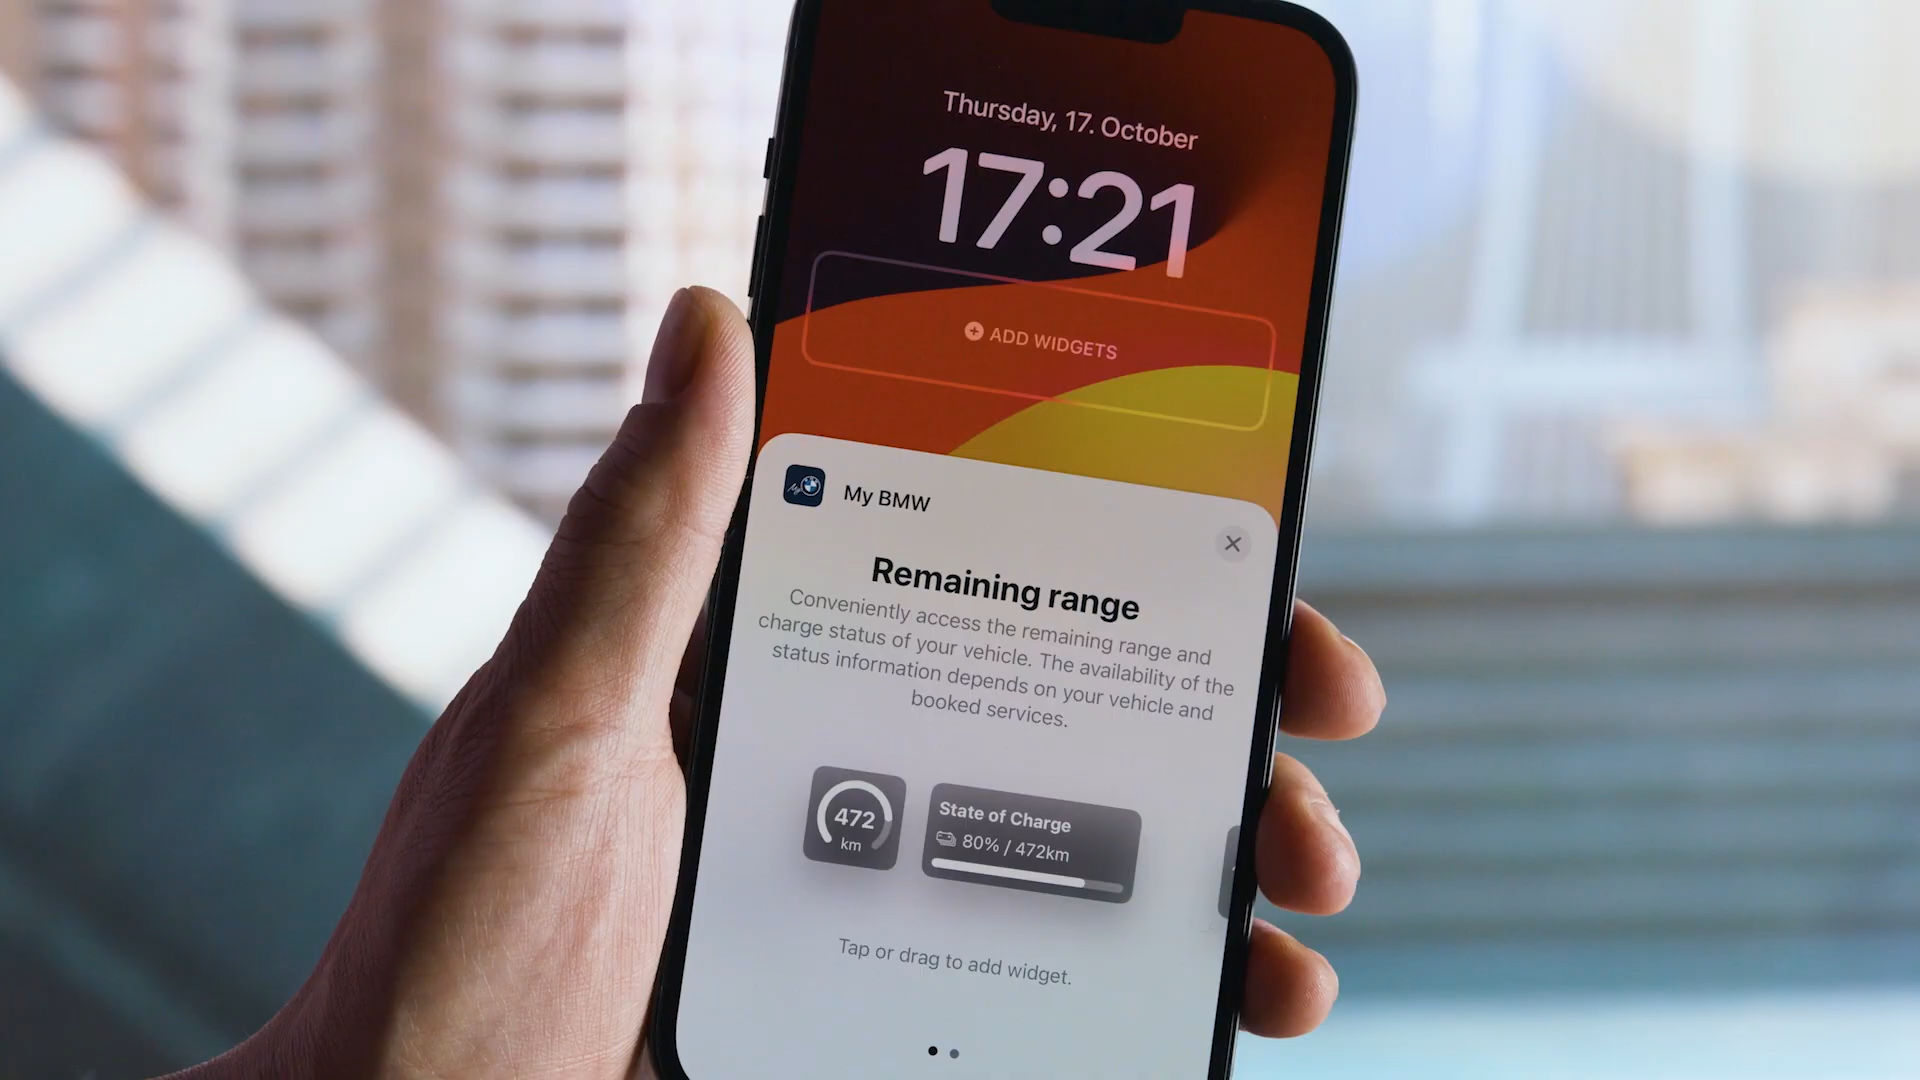 Thursday, 17. October
17:21
ADD WIDGETS
My
My BMW
Remaining range
Conveniently access the remaining range and
charge status of your vehicle. The availability of the
status information depends on your vehicle and
booked services.
472
km
State of Charge
80% / 472km
Tap or drag to add widget.